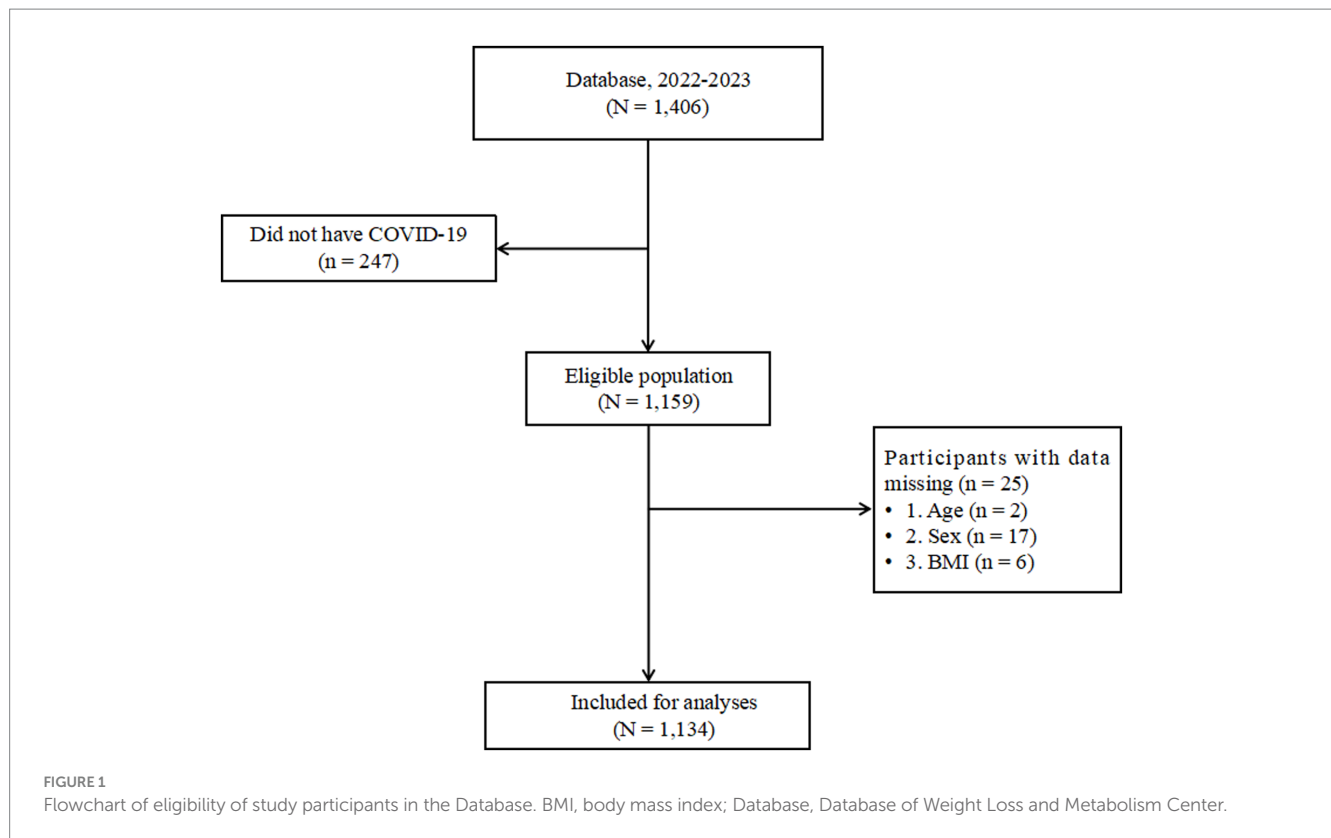 Database, 2022-2023
(N = 1,406)
Did not have COVID-19
(n = 247)
Eligible population
(N = 1,159)
Participants with data
missing (n = 25)
• 1. Age (n = 2)
• 2. Sex (n = 17)
• 3. BMI (n = 6)
Included for analyses
(N = 1,134)
FIGURE 1
Flowchart of eligibility of study participants in the Database. BMI, body mass index; Database, Database of Weight Loss and Metabolism Center.